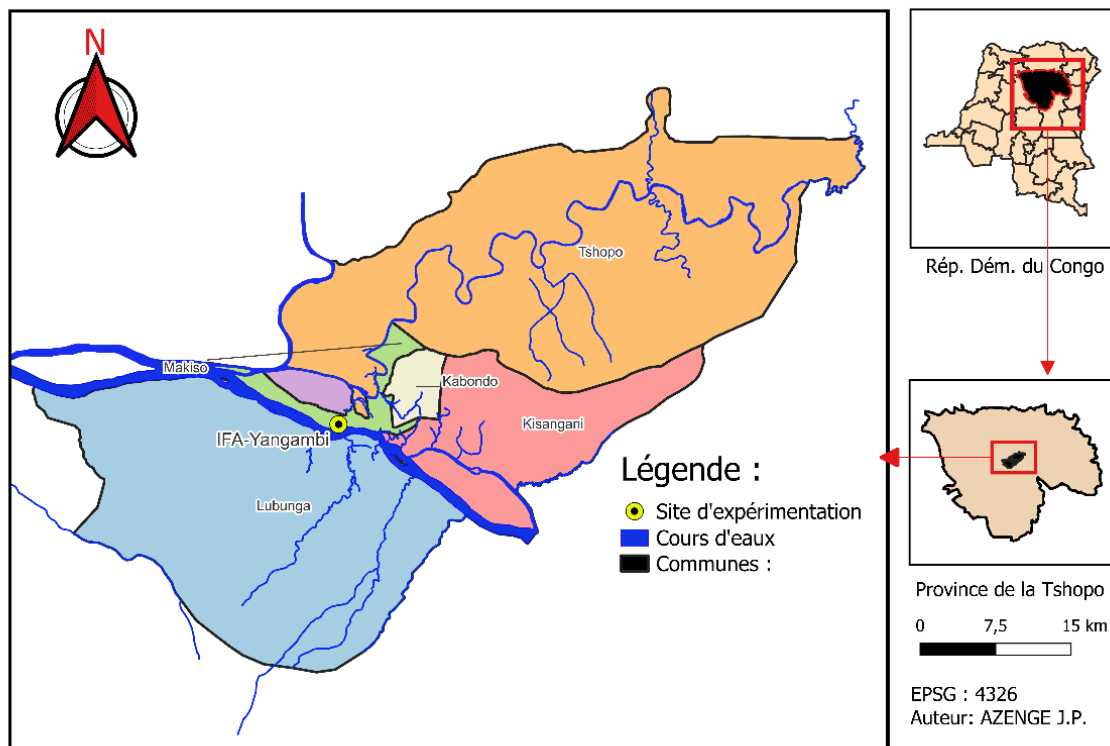 N
Tshopo
Makiso
Kabondo
Kisangani
IFA-Yangambi
Lubunga
Légende :
Site d'expérimentation
Cours d'eaux
Communes :
Rép. Dém. du Congo
Province de la Tshopo
0 7,5 15 km
EPSG : 4326
Auteur: AZENGE J.P.